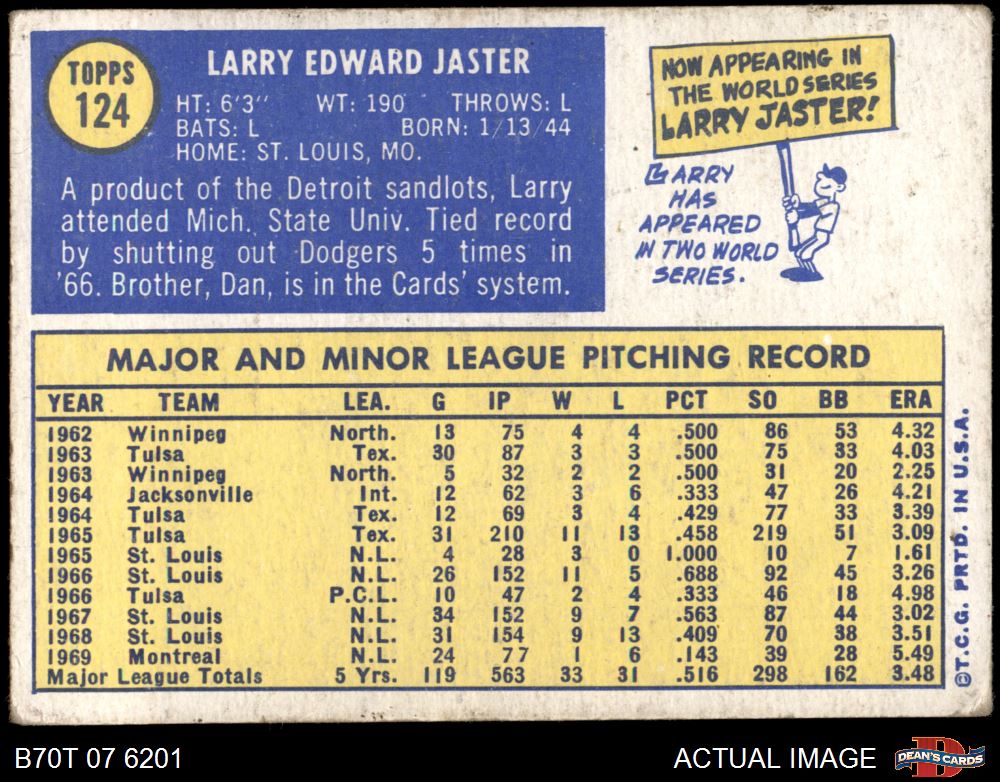 TOPPS
124
LARRY EDWARD JASTER
HT: 6'3" WT: 190 THROWS: L
BATS: L BORN: 1/13/44
HOME: ST. LOUIS, MO.
A product of the Detroit sandlots, Larry
attended Mich. State Univ. Tied record
by shutting out Dodgers 5 times in
'66. Brother, Dan, is in the Cards' system.
NOW APPEARING IN
THE WORLD SERIES
LARRY JASTER!
LARRY
HAS
APPEARED
IN TWO WORLD
SERIES.
MAJOR AND MINOR LEAGUE PITCHING RECORD
YEAR TEAM LEA. G IP W L PCT SO BB ERA
1962 Winnipeg North. 13 75 4 4 .500 86 53 4.32
1963 Tulsa Tex. 30 87 3 3 .500 75 33 4.03
1963 Winnipeg North. 5 32 2 2 .500 31 20 2.25
1964 Jacksonville Int. 12 62 3 6 .333 47 26 4.21
1964 Tulsa Tex. 12 69 3 4 .429 77 33 3.39
1965 Tulsa Tex. 31 210 11 13 .458 219 51 3.09
1965 St. Louis N.L. 4 28 3 0 1.000 10 7 1.61
1966 St. Louis N.L. 26 152 11 5 .688 92 45 3.26
1966 Tulsa P.C.L. 10 47 2 4 .333 46 18 4.98
1967 St. Louis N.L. 34 152 9 7 .563 87 44 3.02
1968 St. Louis N.L. 31 154 9 13 .409 70 38 3.51
1969 Montreal N.L. 24 77 1 6 .143 39 28 5.49
Major League Totals 5 Yrs. 119 563 33 31 .516 298 162 3.48
©T.C.G. PRTD. IN U.S.A.
B70T 07 6201
ACTUAL IMAGE
D
DEAN'S CARDS